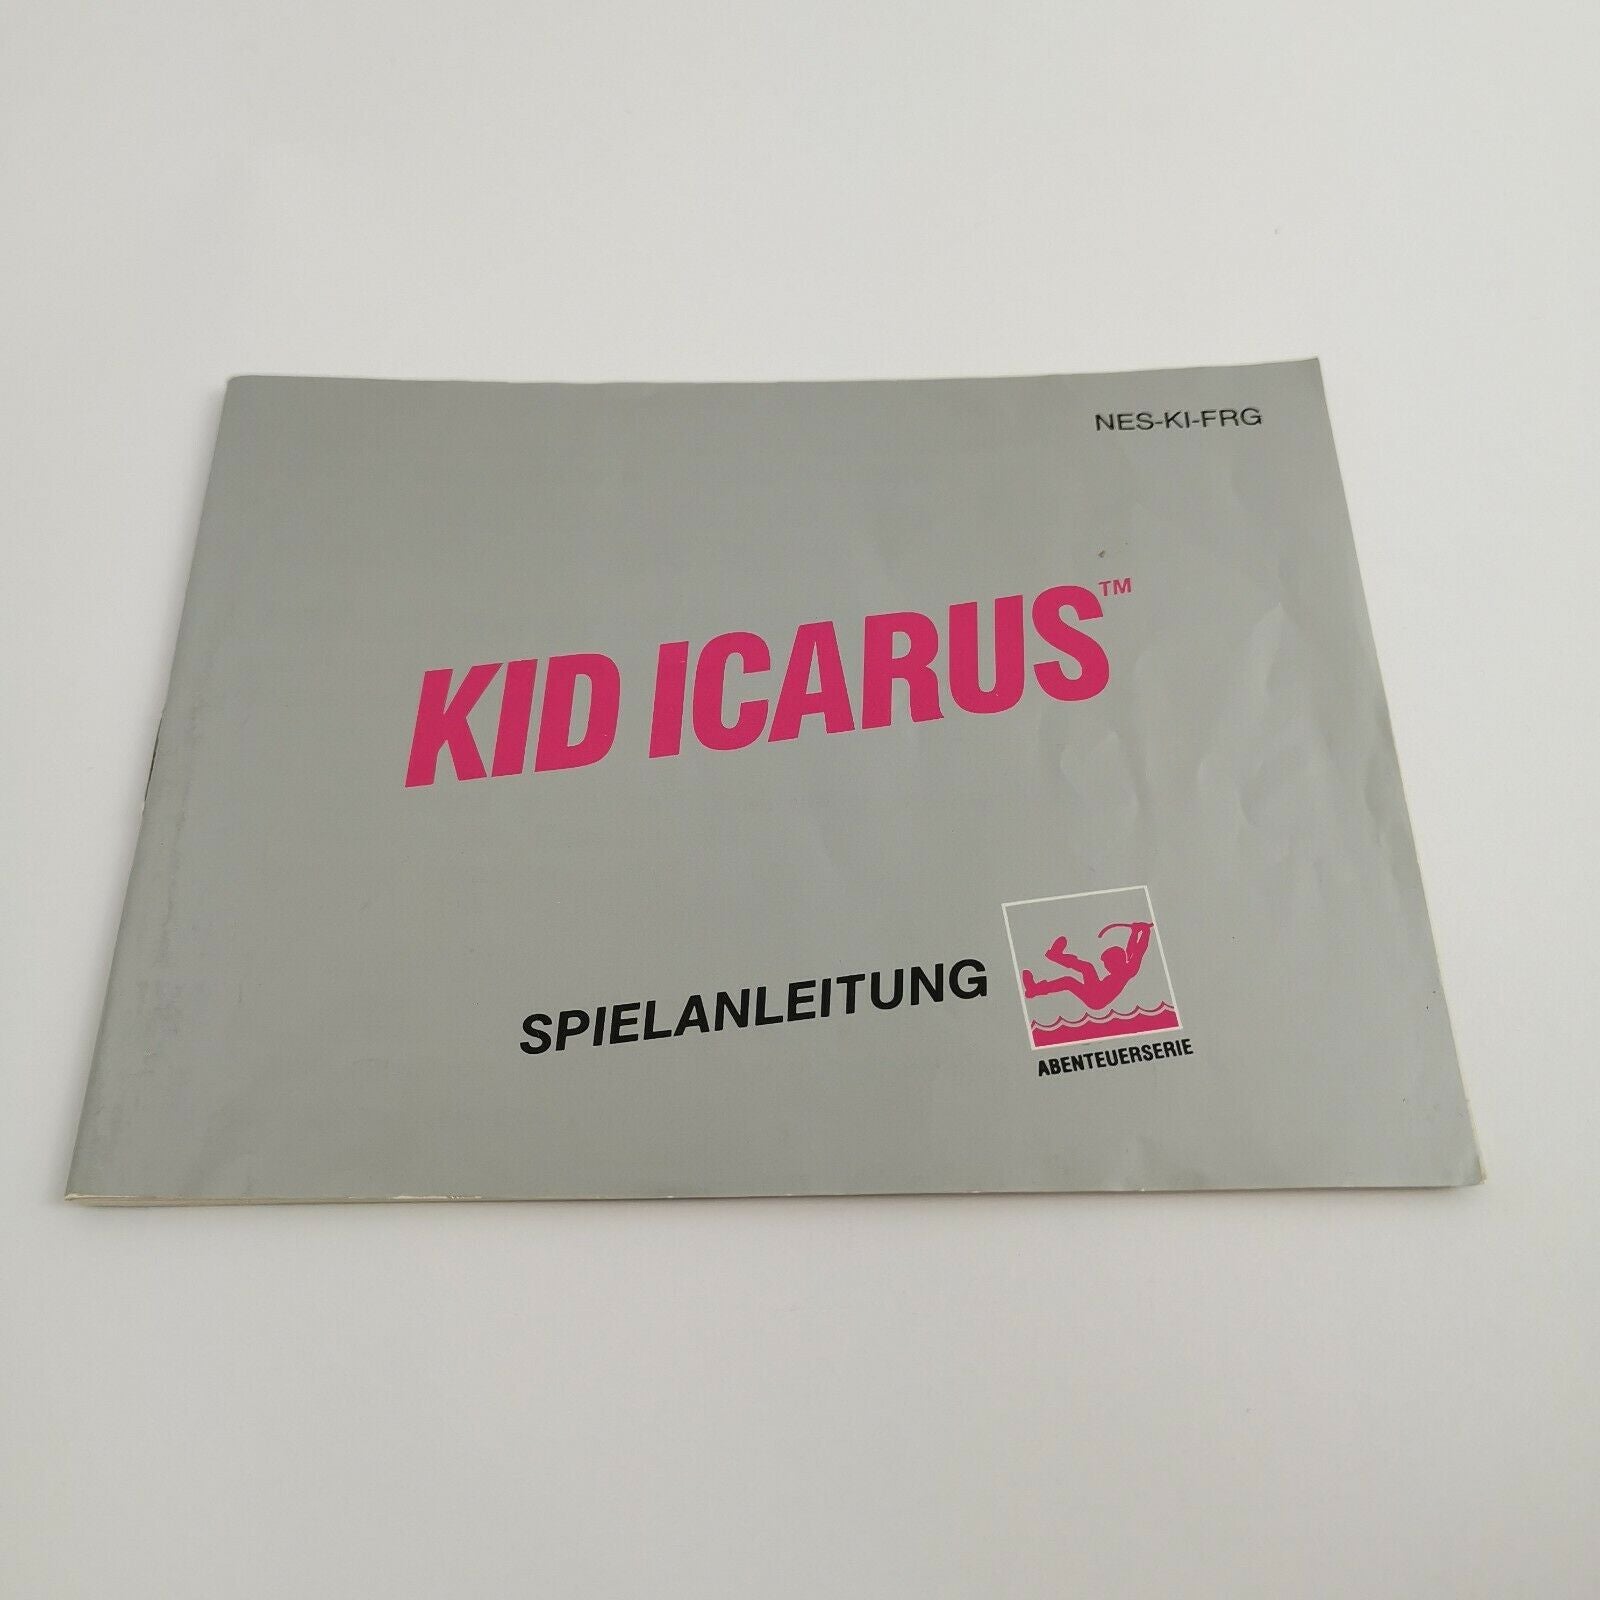 NES-KI-FRG
KID ICARUS™
SPIELANLEITUNG
ABENTEUERSERIE